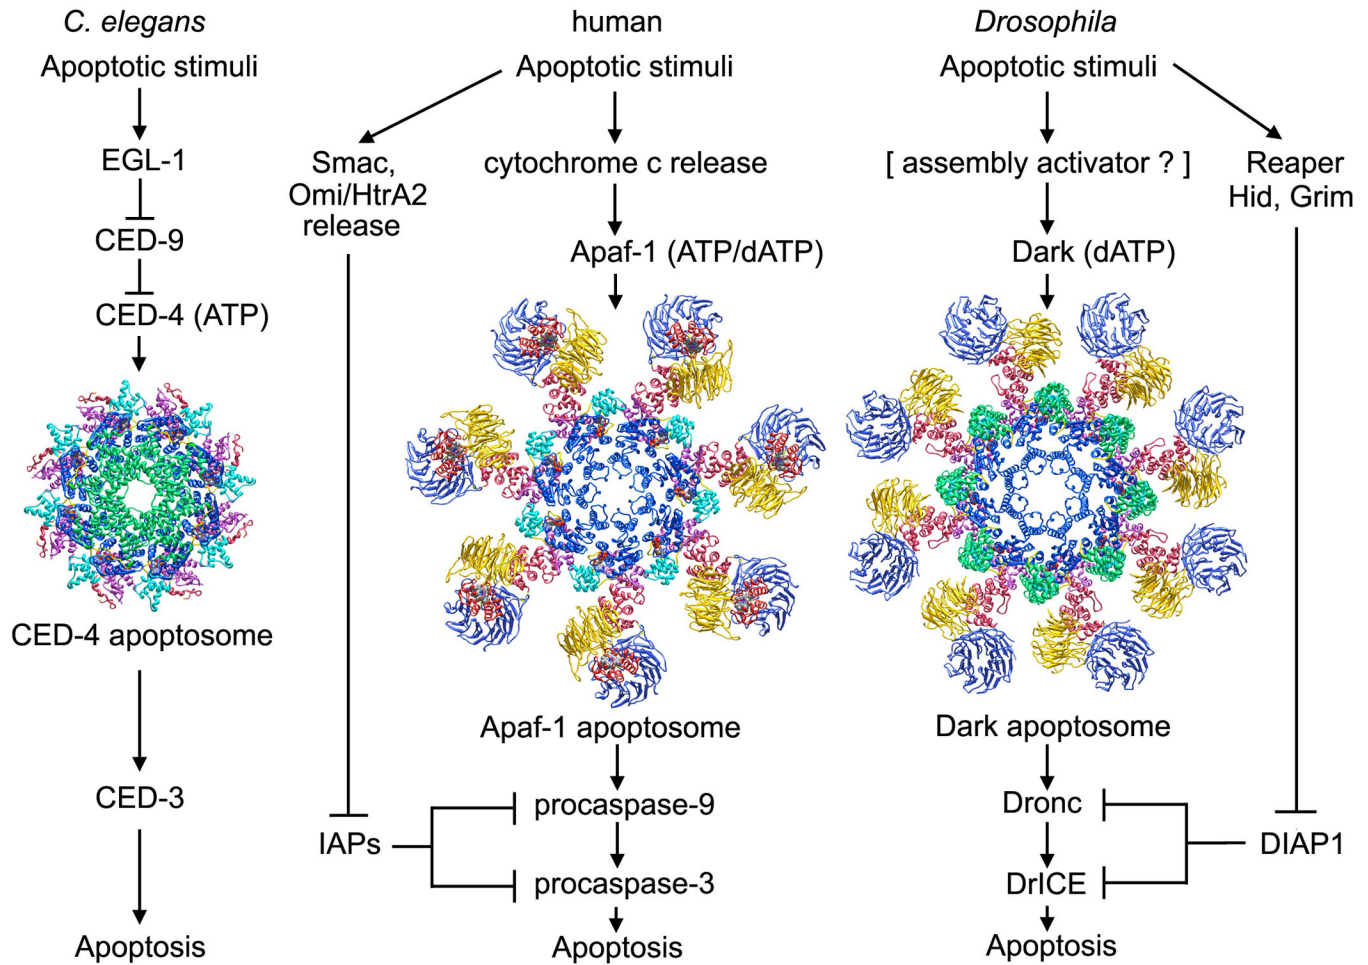 C. elegans
Apoptotic stimuli
EGL-1
CED-9
CED-4 (ATP)
CED-4 apoptosome
CED-3
Apoptosis
human
Apoptotic stimuli
Smac,
Omi/HtrA2
release
cytochrome c release
Apaf-1 (ATP/dATP)
Apaf-1 apoptosome
IAPs
procaspase-9
procaspase-3
Apoptosis
Drosophila
Apoptotic stimuli
[ assembly activator ? ]
Reaper
Hid, Grim
Dark (dATP)
Dark apoptosome
Dronc
DIAP1
DrICE
Apoptosis